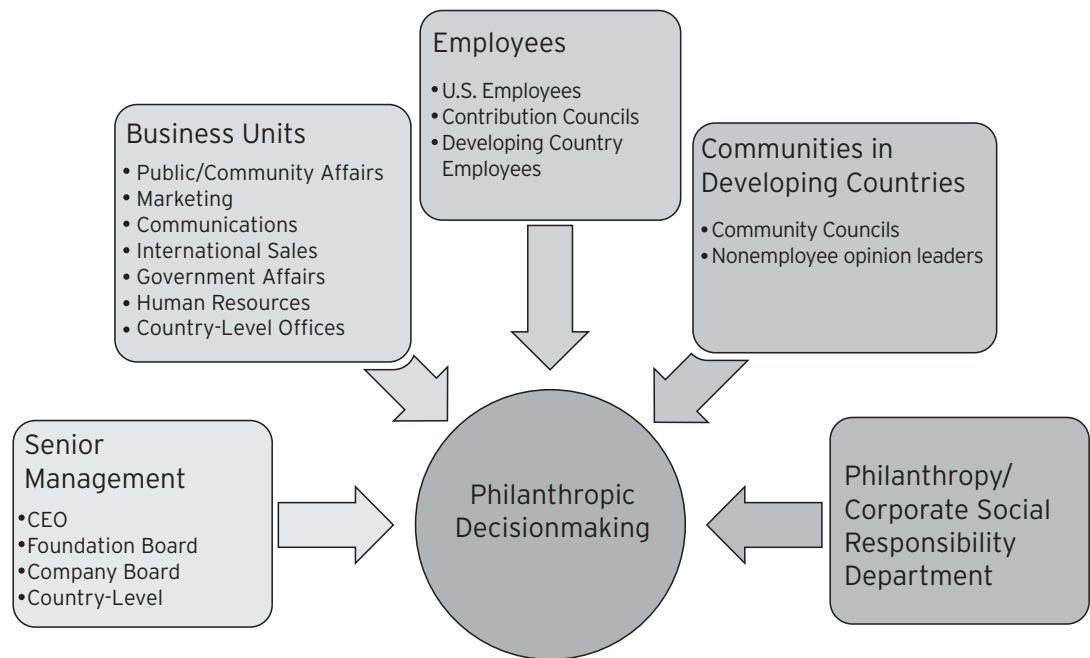 Employees
• U.S. Employees
• Contribution Councils
• Developing Country
Employees
Business Units
• Public/Community Affairs
• Marketing
• Communications
• International Sales
• Government Affairs
• Human Resources
• Country-Level Offices
Communities in
Developing Countries
• Community Councils
• Nonemployee opinion leaders
Senior
Management
• CEO
• Foundation Board
• Company Board
• Country-Level
Philanthropic
Decisionmaking
Philanthropy/
Corporate Social
Responsibility
Department